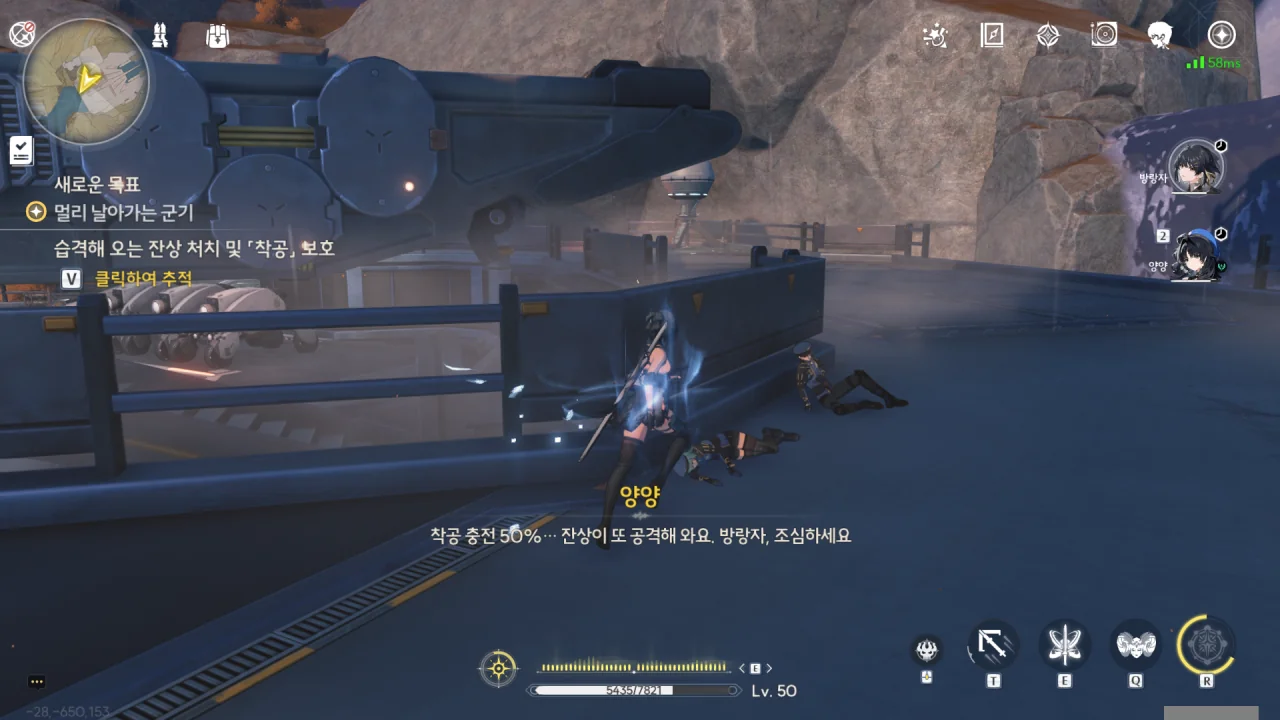 58ms
새로운 목표
멀리 날아가는 군기
습격해 오는 잔상 처치 및 「착공」 보호
V 클릭하여 추적
방랑자
2
양양
양양
착공 충전 50%… 잔상이 또 공격해 와요. 방랑자, 조심하세요
E
5435/7821
Lv. 50
T
E
Q
R
-28,-650,153